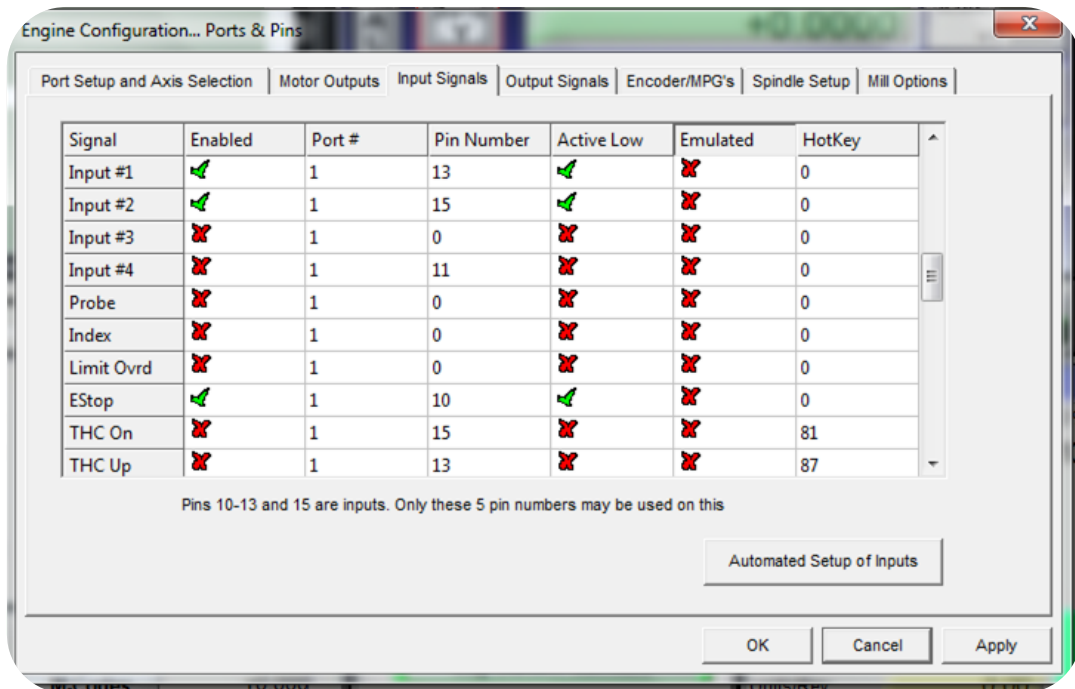 +0.0000
Engine Configuration... Ports & Pins
Port Setup and Axis Selection Motor Outputs Input Signals Output Signals Encoder/MPG's Spindle Setup Mill Options
Signal Enabled Port # Pin Number Active Low Emulated HotKey
Input #1 1 13 0
Input #2 1 15 0
Input #3 1 0 0
Input #4 1 11 0
Probe 1 0 0
Index 1 0 0
Limit Ovrd 1 0 0
EStop 1 10 0
THC On 1 15 81
THC Up 1 13 87
Pins 10-13 and 15 are inputs. Only these 5 pin numbers may be used on this
Automated Setup of Inputs
OK Cancel Apply